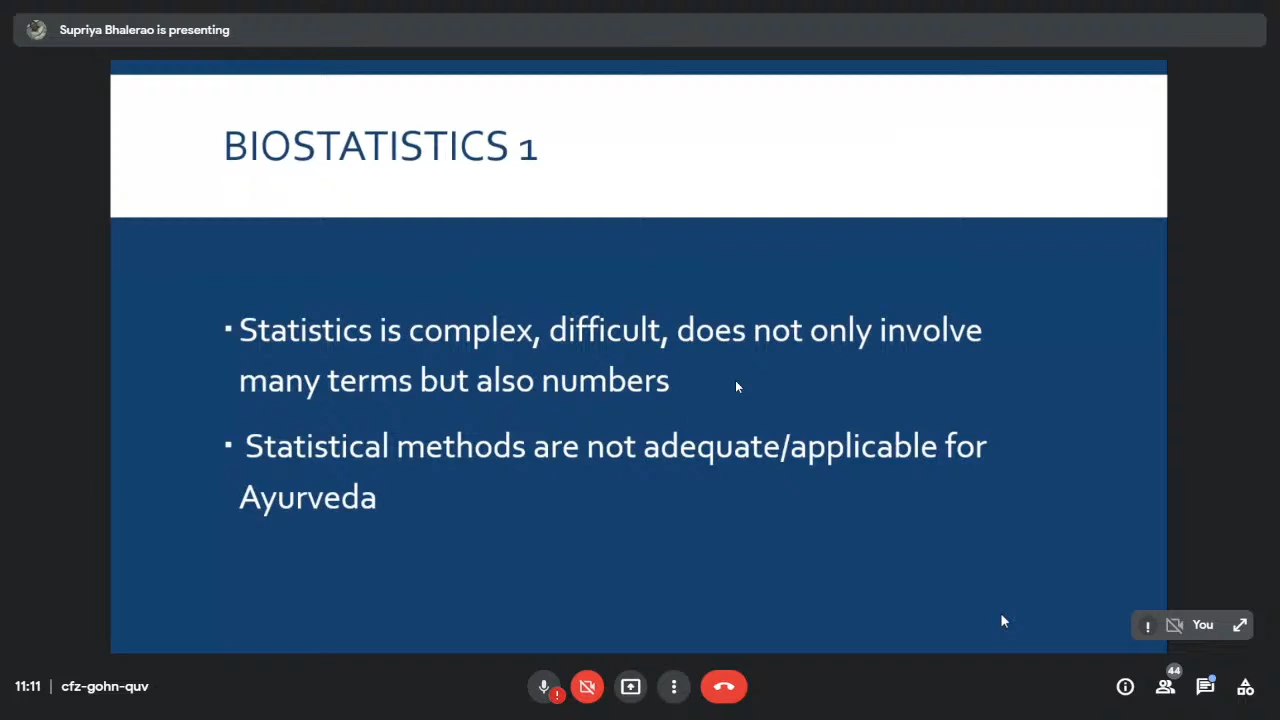 Supriya Bhalerao is presenting
BIOSTATISTICS 1
▪ Statistics is complex, difficult, does not only involve
many terms but also numbers
▪ Statistical methods are not adequate/applicable for
Ayurveda
! You
44
11:11 | cfz-gohn-quv !